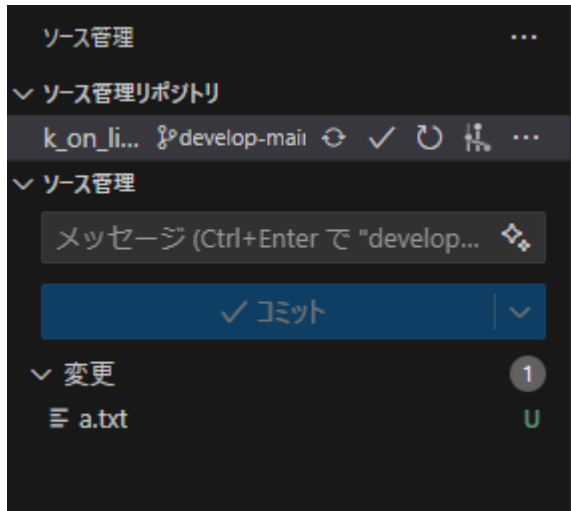 ソース管理
ソース管理リポジトリ
k_on_li... develop-mai
ソース管理
メッセージ (Ctrl+Enter で "develop...
コミット
変更 1
a.txt U